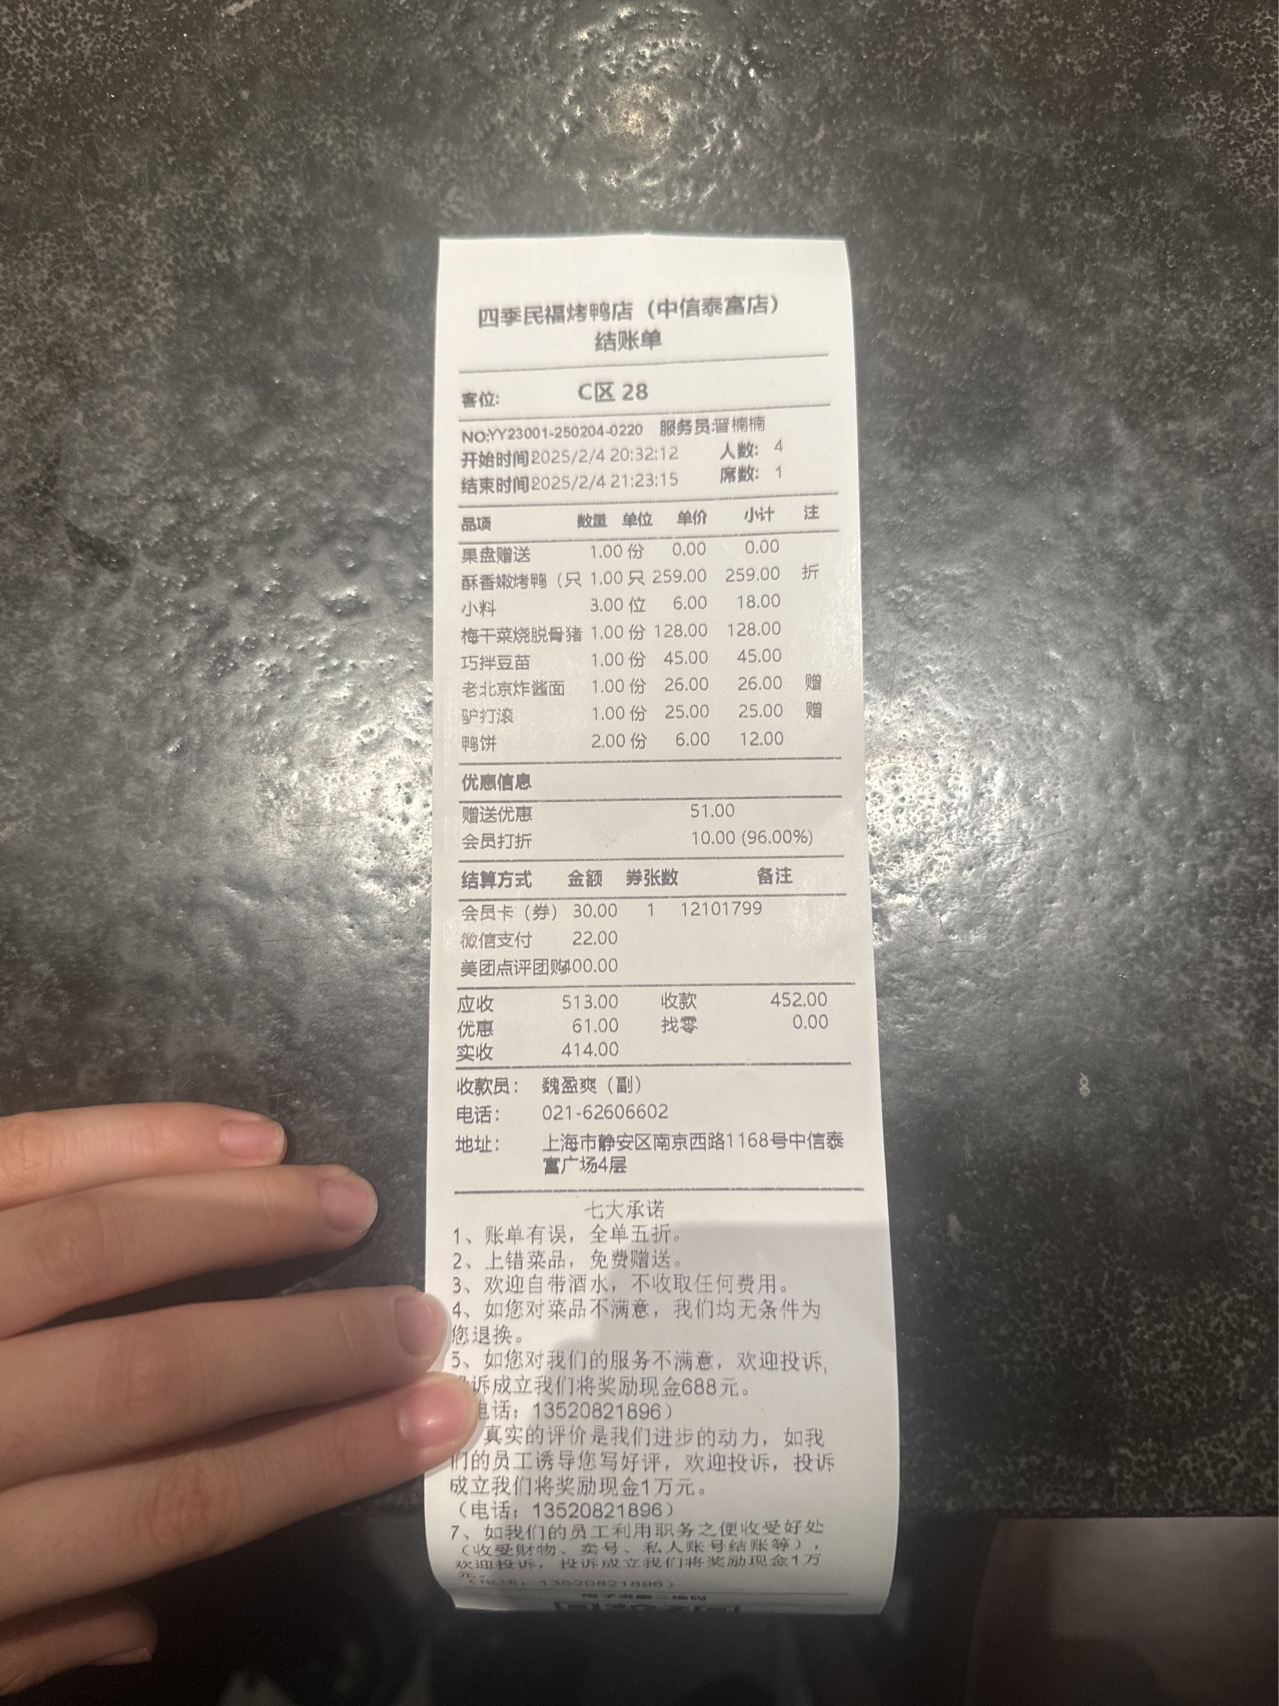 四季民福烤鸭店（中信泰富店）
结账单
客位： C区 28
NO:YY23001-250204-0220 服务员:晋楠楠
开始时间2025/2/4 20:32:12 人数： 4
结束时间2025/2/4 21:23:15 席数： 1
品项 数量 单位 单价 小计 注
果盘赠送 1.00 份 0.00 0.00
酥香嫩烤鸭（只 1.00 只 259.00 259.00 折
小料 3.00 位 6.00 18.00
梅干菜烧脱骨猪 1.00 份 128.00 128.00
巧拌豆苗 1.00 份 45.00 45.00
老北京炸酱面 1.00 份 26.00 26.00 赠
驴打滚 1.00 份 25.00 25.00 赠
鸭饼 2.00 份 6.00 12.00
优惠信息
赠送优惠 51.00
会员打折 10.00 (96.00%)
结算方式 金额 券张数 备注
会员卡（券） 30.00 1 12101799
微信支付 22.00
美团点评团购400.00
应收 513.00 收款 452.00
优惠 61.00 找零 0.00
实收 414.00
收款员： 魏盈爽（副）
电话： 021-62606602
地址： 上海市静安区南京西路1168号中信泰
富广场4层
七大承诺
1、账单有误，全单五折。
2、上错菜品，免费赠送。
3、欢迎自带酒水，不收取任何费用。
4、如您对菜品不满意，我们均无条件为
您退换。
5、如您对我们的服务不满意，欢迎投诉，
诉成立我们将奖励现金688元。
电话：13520821896）
真实的评价是我们进步的动力，如我
们的员工诱导您写好评，欢迎投诉，投诉
成立我们将奖励现金1万元。
（电话：13520821896）
7、如我们的员工利用职务之便收受好处
（收受财物、卖号、私人账号结账等），
欢迎投诉，投诉成立我们将奖励现金1万
元。
（电话：13520821896）
电子发票二维码